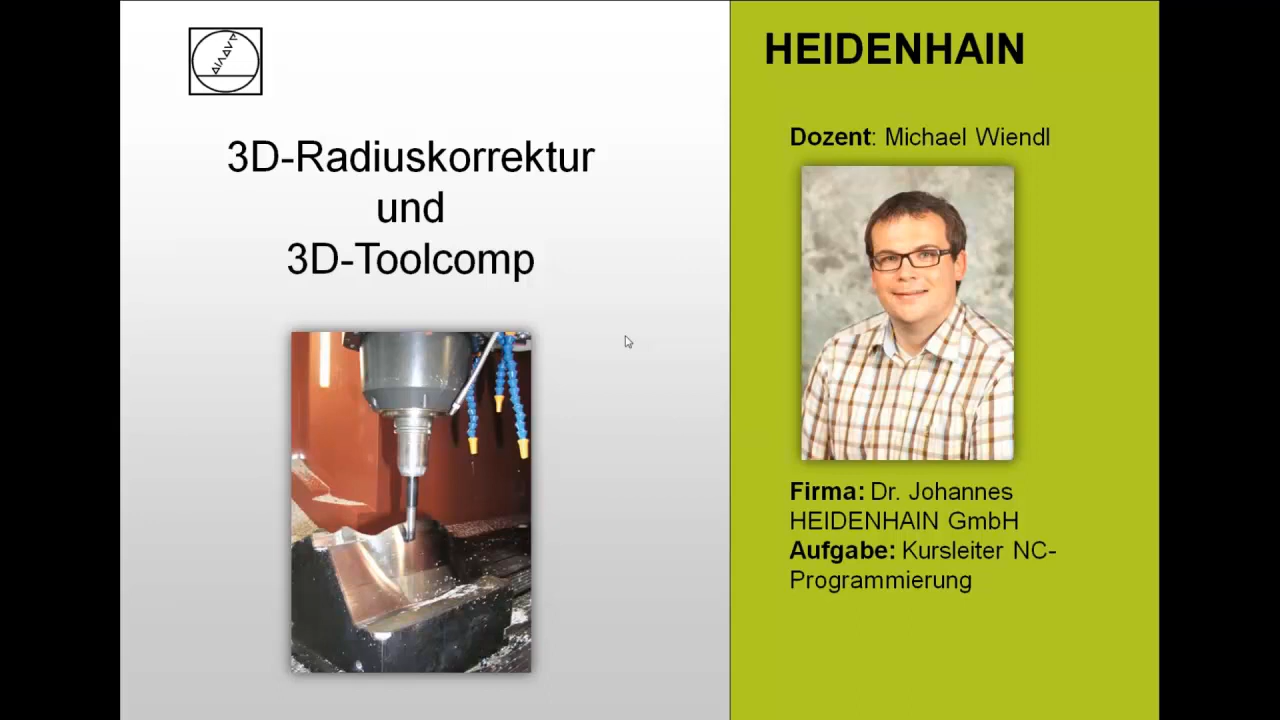 3D-Radiuskorrektur
und
3D-Toolcomp
HEIDENHAIN
Dozent: Michael Wiendl
Firma: Dr. Johannes
HEIDENHAIN GmbH
Aufgabe: Kursleiter NC-
Programmierung